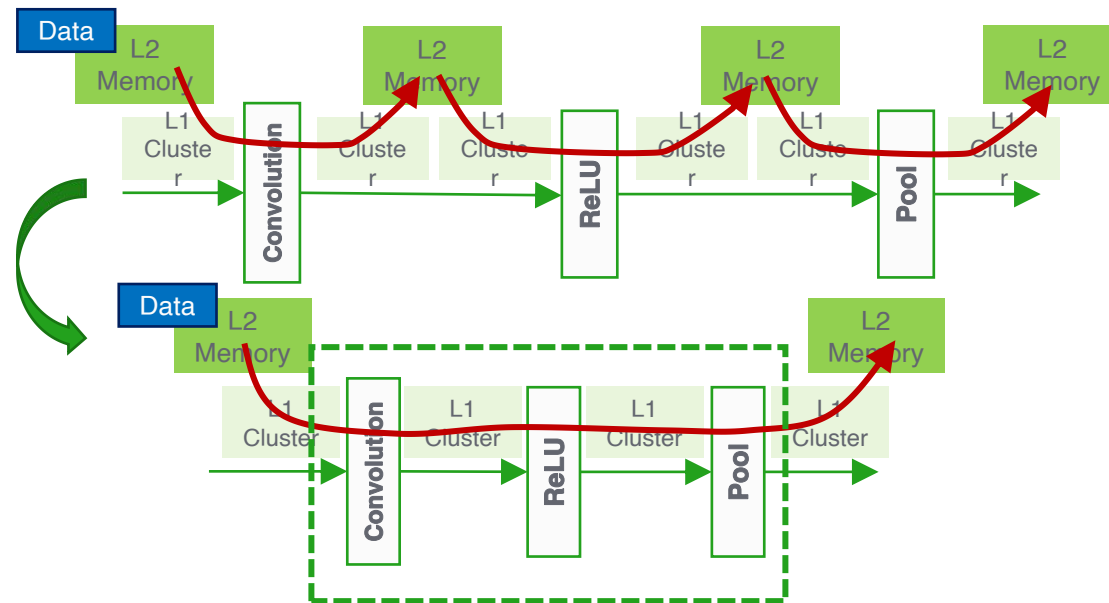 Data
L2
Memory
L2
Memory
L2
Memory
L2
Memory
L1
Cluste
r
Convolution
L1
Cluste
r
L1
Cluste
r
ReLU
L1
Cluste
r
L1
Cluste
r
Pool
L1
Cluste
r
Data
L2
Memory
L2
Memory
L1
Cluster
Convolution
L1
Cluster
ReLU
L1
Cluster
Pool
L1
Cluster